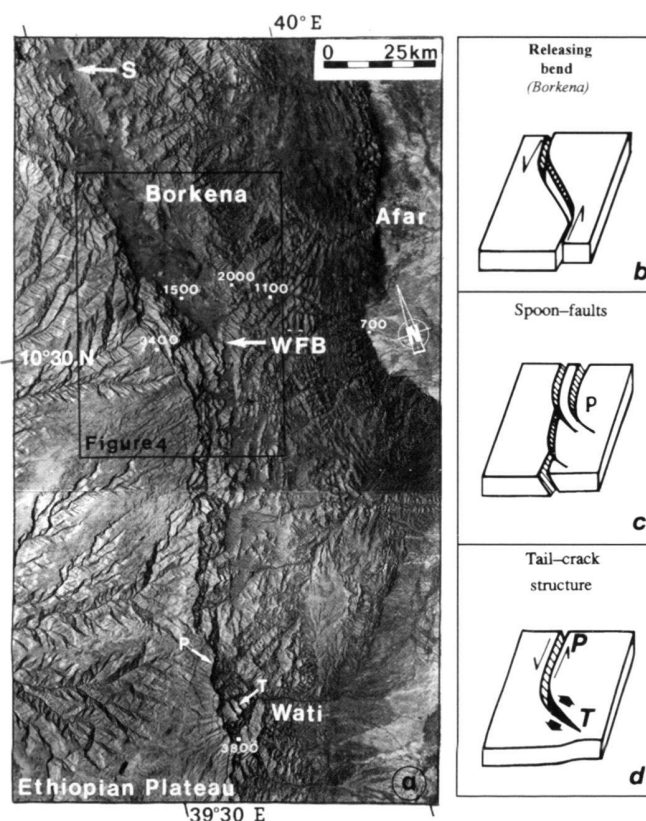 40° E
0 25km
S
Borkena
Afar
2000
1500
1100
700
N
WFB
3400
10°30 N
Figure 4
P
T
Wati
3800
Ethiopian Plateau
a
39°30 E
Releasing
bend
(Borkena)
b
Spoon–faults
P
c
Tail–crack
structure
P
T
d